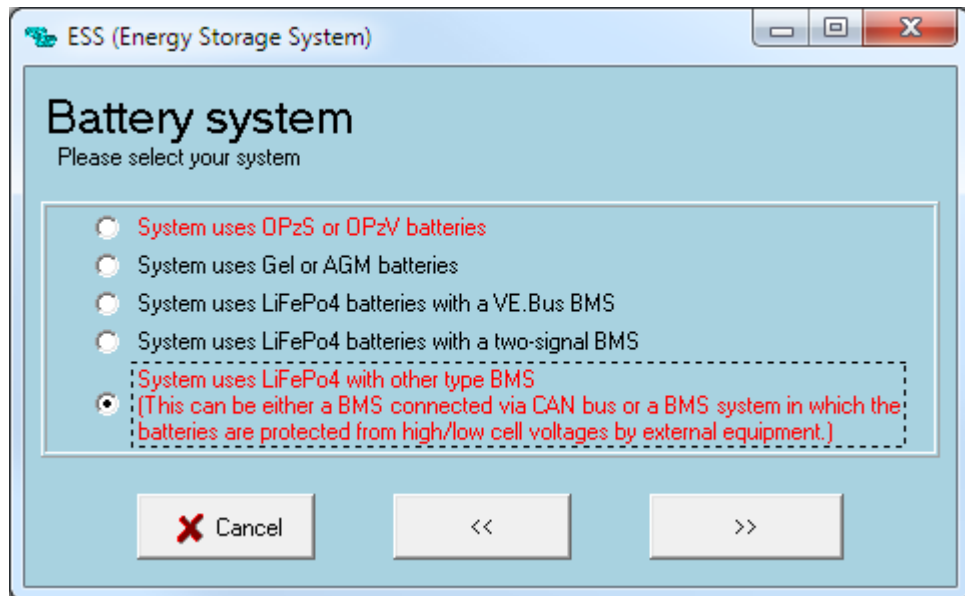 ESS (Energy Storage System)
Battery system
Please select your system
System uses OPzS or OPzV batteries
System uses Gel or AGM batteries
System uses LiFePo4 batteries with a VE.Bus BMS
System uses LiFePo4 batteries with a two-signal BMS
System uses LiFePo4 with other type BMS
(This can be either a BMS connected via CAN bus or a BMS system in which the
batteries are protected from high/low cell voltages by external equipment.)
Cancel
<<
>>